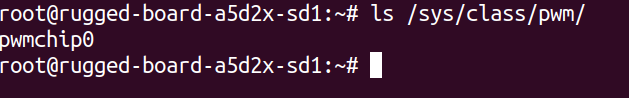 root@rugged-board-a5d2x-sd1:~# ls /sys/class/pwm/
pwmchip0
root@rugged-board-a5d2x-sd1:~#